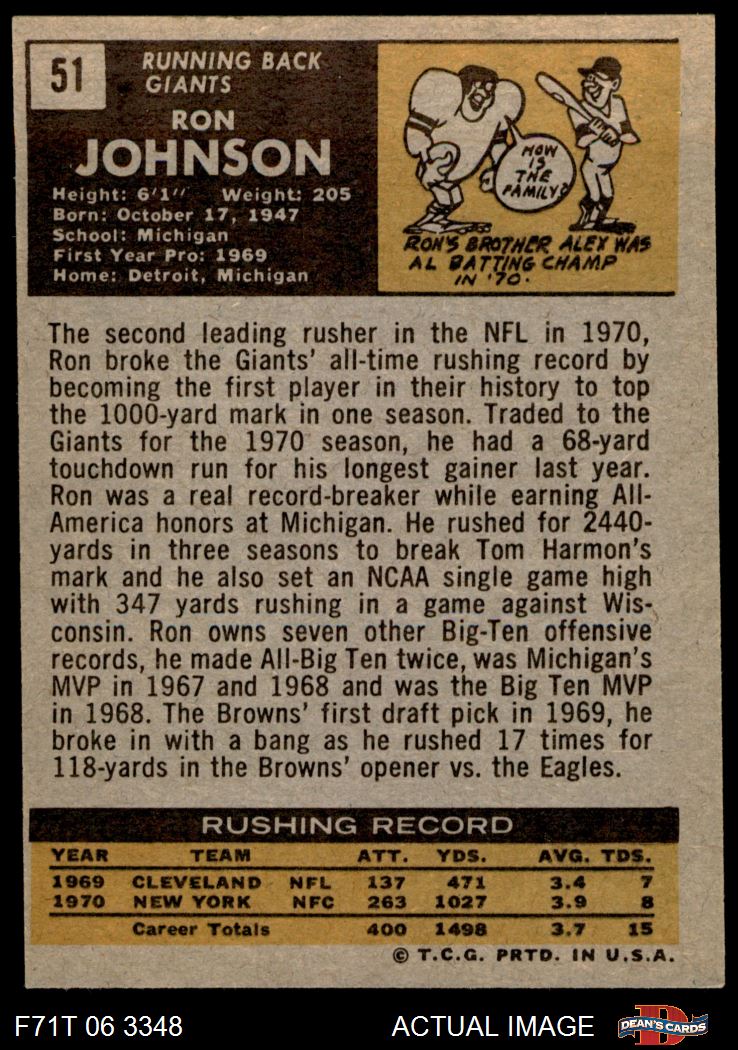 51
RUNNING BACK
GIANTS
RON
JOHNSON
Height: 6'1" Weight: 205
Born: October 17, 1947
School: Michigan
First Year Pro: 1969
Home: Detroit, Michigan
HOW
IS
THE
FAMILY?
RON'S BROTHER ALEX WAS
AL BATTING CHAMP
IN '70.
The second leading rusher in the NFL in 1970,
Ron broke the Giants' all-time rushing record by
becoming the first player in their history to top
the 1000-yard mark in one season. Traded to the
Giants for the 1970 season, he had a 68-yard
touchdown run for his longest gainer last year.
Ron was a real record-breaker while earning All-
America honors at Michigan. He rushed for 2440-
yards in three seasons to break Tom Harmon's
mark and he also set an NCAA single game high
with 347 yards rushing in a game against Wis-
consin. Ron owns seven other Big-Ten offensive
records, he made All-Big Ten twice, was Michigan's
MVP in 1967 and 1968 and was the Big Ten MVP
in 1968. The Browns' first draft pick in 1969, he
broke in with a bang as he rushed 17 times for
118-yards in the Browns' opener vs. the Eagles.
RUSHING RECORD
YEAR TEAM ATT. YDS. AVG. TDS.
1969 CLEVELAND NFL 137 471 3.4 7
1970 NEW YORK NFC 263 1027 3.9 8
Career Totals 400 1498 3.7 15
© T.C.G. PRTD. IN U.S.A.
F71T 06 3348 ACTUAL IMAGE D DEAN'S CARDS